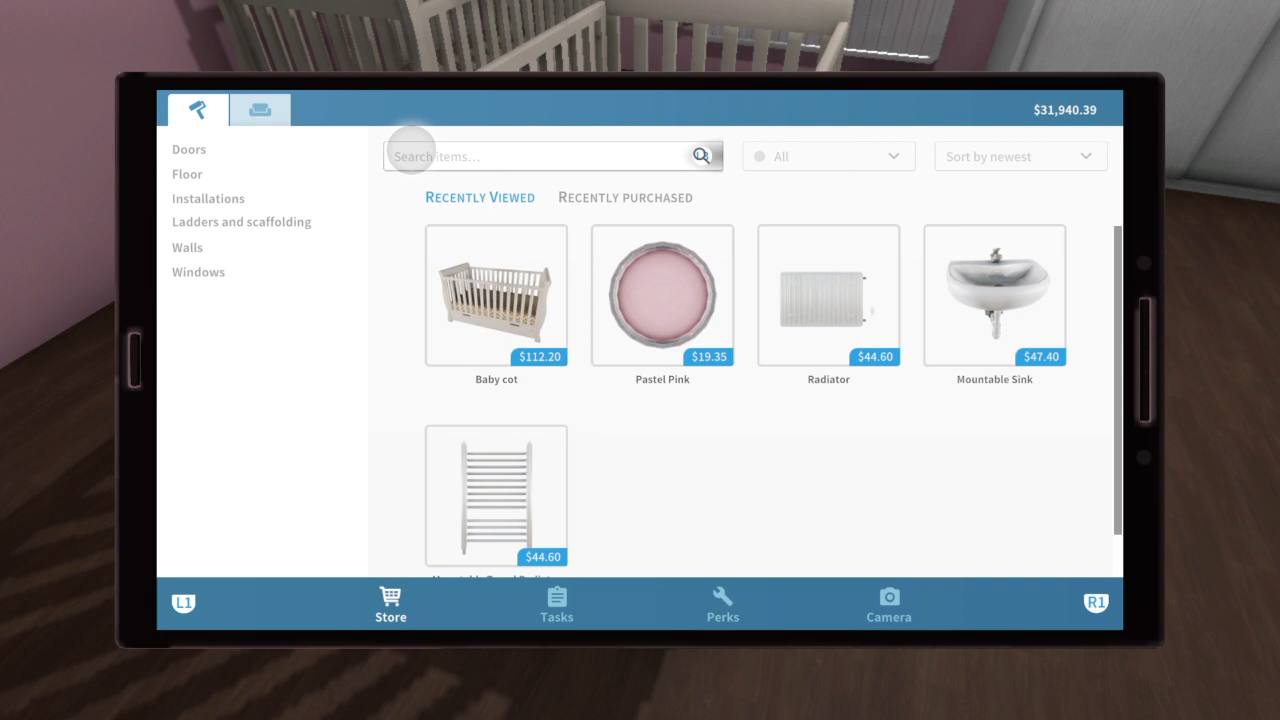 $31,940.39
Doors
Floor
Installations
Ladders and scaffolding
Walls
Windows
Search items...
All
Sort by newest
RECENTLY VIEWED
RECENTLY PURCHASED
$112.20
$19.35
$44.60
$47.40
Baby cot
Pastel Pink
Radiator
Mountable Sink
$44.60
L1
Store
Tasks
Perks
Camera
R1